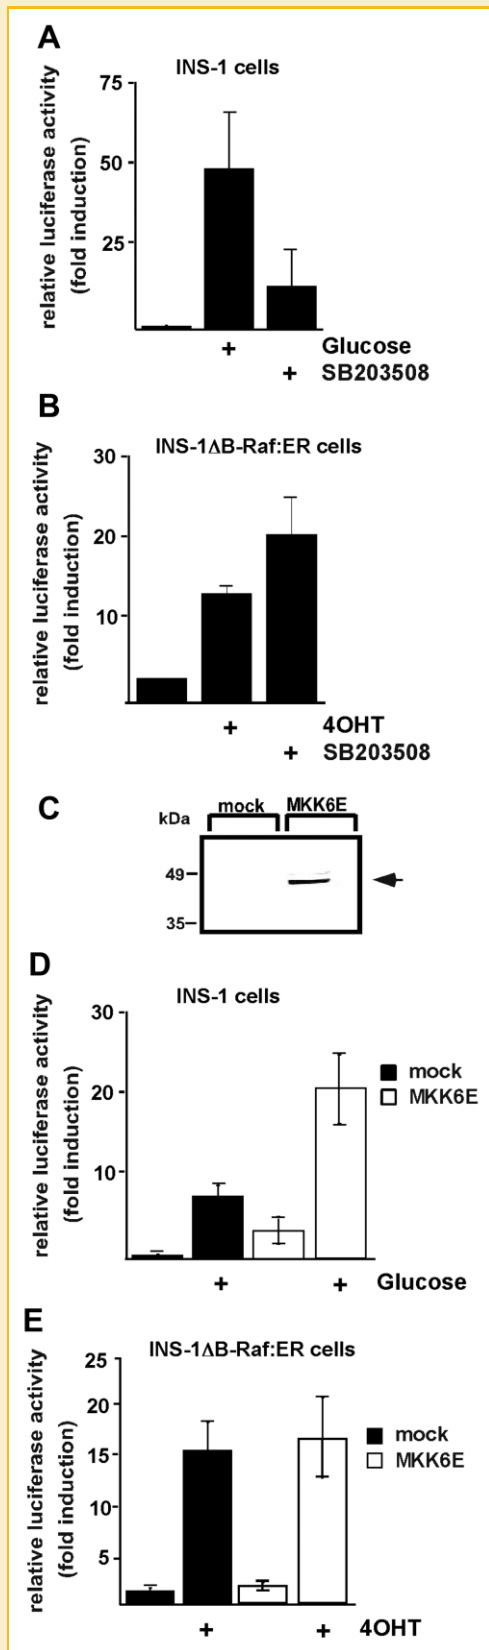 A
INS-1 cells
relative luciferase activity
(fold induction)
75
50
25
+ Glucose
+ SB203508
B
INS-1ΔB-Raf:ER cells
relative luciferase activity
(fold induction)
30
20
10
+ 4OHT
+ SB203508
C
kDa
mock MKK6E
49
35
D
INS-1 cells
relative luciferase activity
(fold induction)
30
20
10
mock
MKK6E
+ + Glucose
E
INS-1ΔB-Raf:ER cells
relative luciferase activity
(fold induction)
25
20
15
10
5
mock
MKK6E
+ + 4OHT